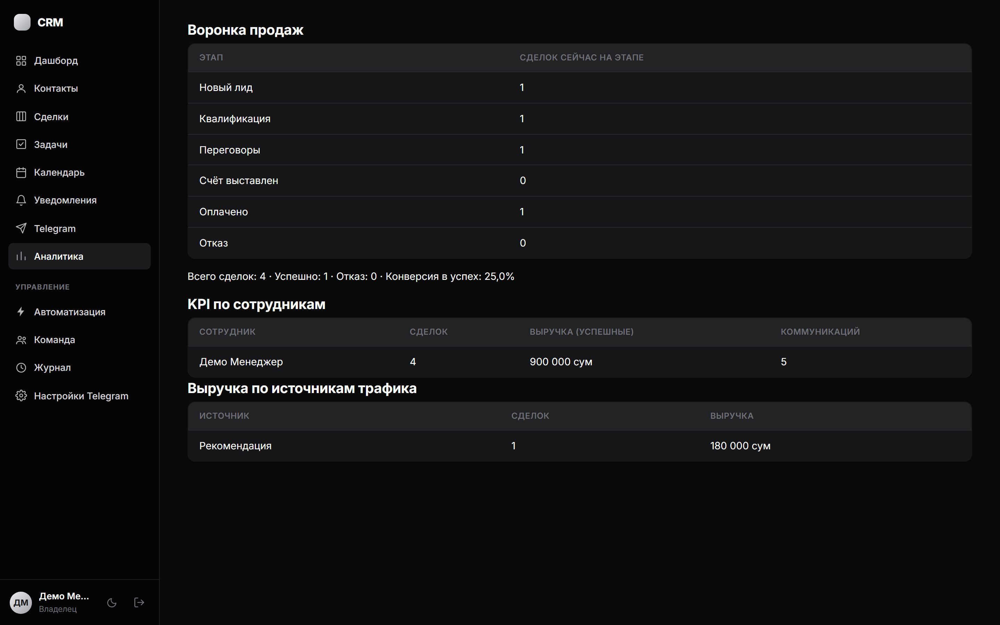 CRM
Дашборд
Контакты
Сделки
Задачи
Календарь
Уведомления
Telegram
Аналитика
УПРАВЛЕНИЕ
Автоматизация
Команда
Журнал
Настройки Telegram
ДМ
Демо Ме...
Владелец
Воронка продаж
ЭТАП СДЕЛОК СЕЙЧАС НА ЭТАПЕ
Новый лид 1
Квалификация 1
Переговоры 1
Счёт выставлен 0
Оплачено 1
Отказ 0
Всего сделок: 4 · Успешно: 1 · Отказ: 0 · Конверсия в успех: 25,0%
KPI по сотрудникам
СОТРУДНИК СДЕЛОК ВЫРУЧКА (УСПЕШНЫЕ) КОММУНИКАЦИЙ
Демо Менеджер 4 900 000 сум 5
Выручка по источникам трафика
ИСТОЧНИК СДЕЛОК ВЫРУЧКА
Рекомендация 1 180 000 сум